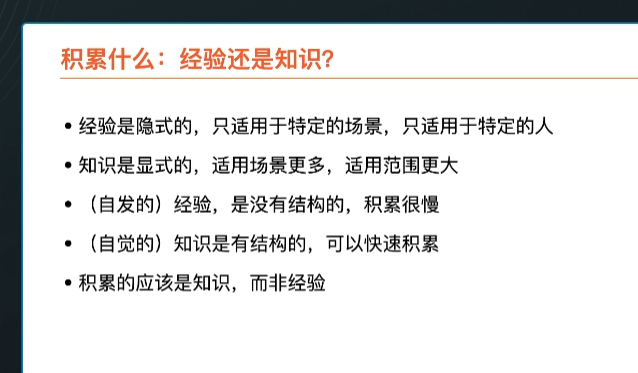 积累什么：经验还是知识？
• 经验是隐式的，只适用于特定的场景，只适用于特定的人
• 知识是显式的，适用场景更多，适用范围更大
• （自发的）经验，是没有结构的，积累很慢
• （自觉的）知识是有结构的，可以快速积累
• 积累的应该是知识，而非经验